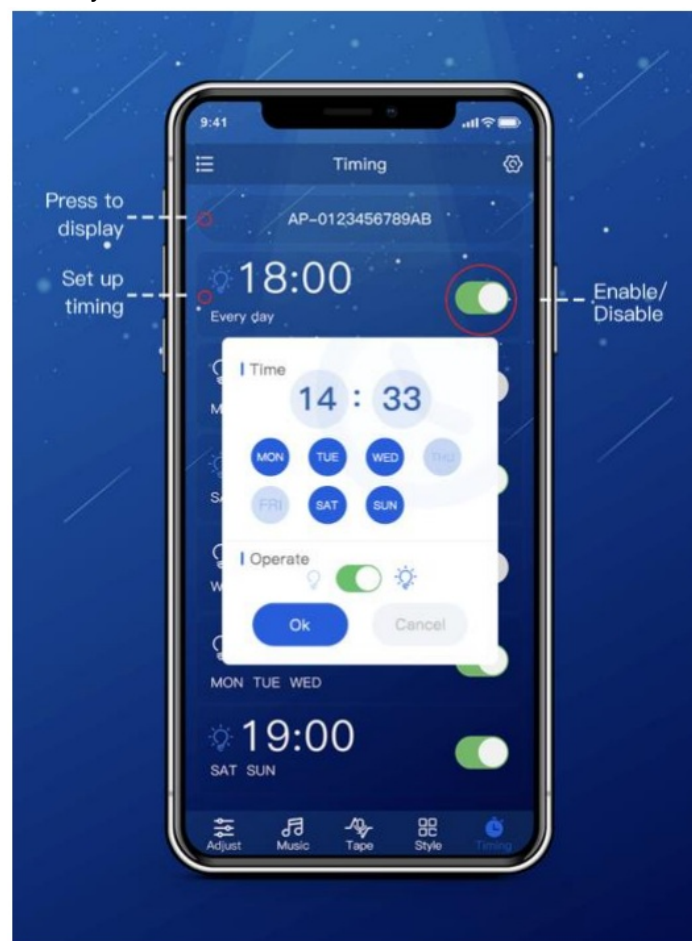 9:41
Timing
Press to
display
AP-0123456789AB
Set up
timing
18:00
Every day
Enable/
Disable
Time
14 : 33
MON TUE WED THU
FRI SAT SUN
Operate
Ok Cancel
MON TUE WED
19:00
SAT SUN
Adjust Music Tape Style Timing